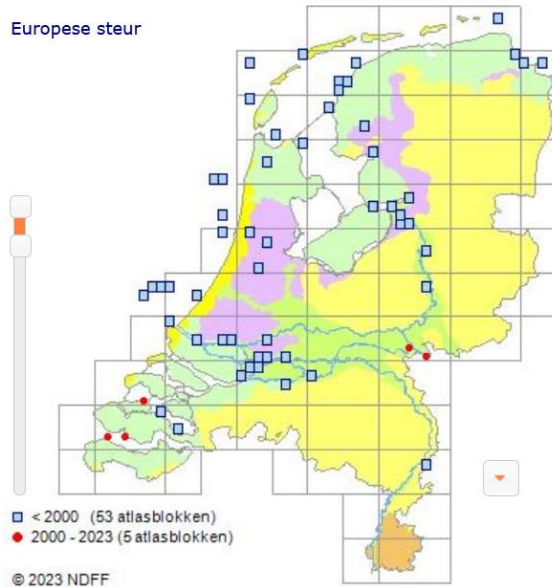 Europese steur
< 2000 (53 atlasblokken)
2000 - 2023 (5 atlasblokken)
© 2023 NDFF